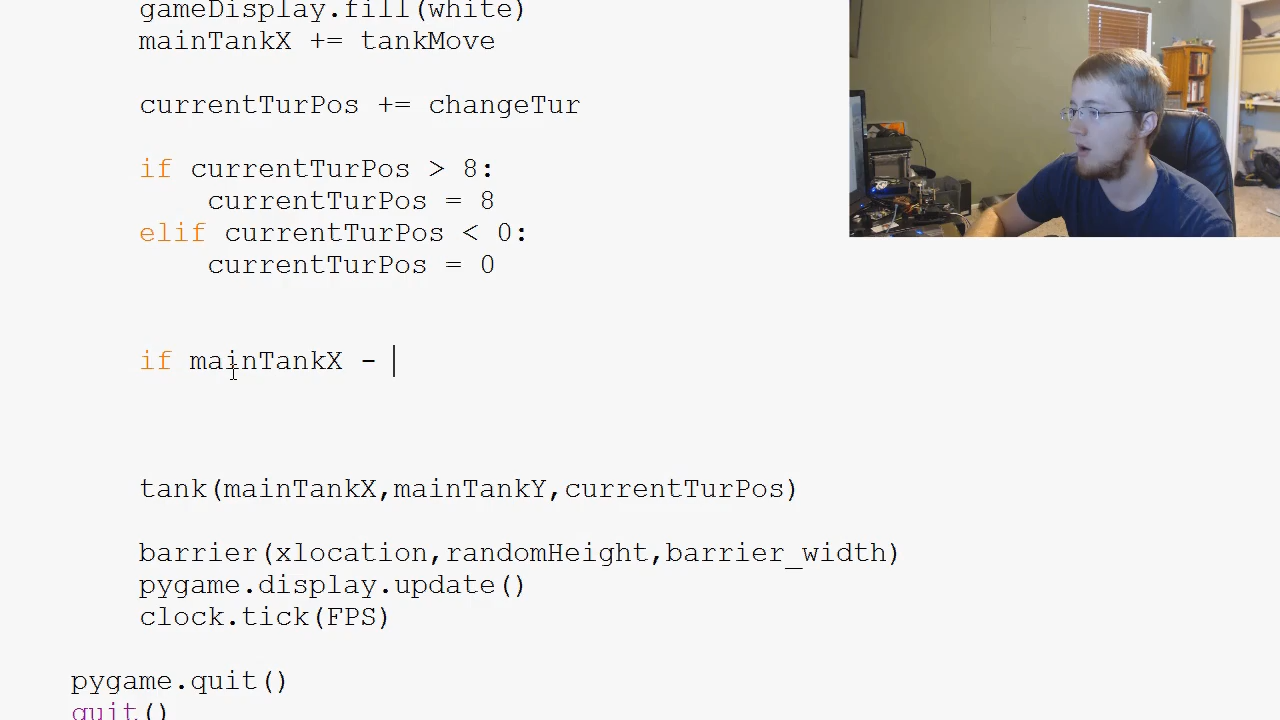 gameDisplay.fill(white)
mainTankX += tankMove
currentTurPos += changeTur
if currentTurPos > 8:
currentTurPos = 8
elif currentTurPos < 0:
currentTurPos = 0
if mainTankX -
tank(mainTankX,mainTankY,currentTurPos)
barrier(xlocation,randomHeight,barrier_width)
pygame.display.update()
clock.tick(FPS)
pygame.quit()
quit()